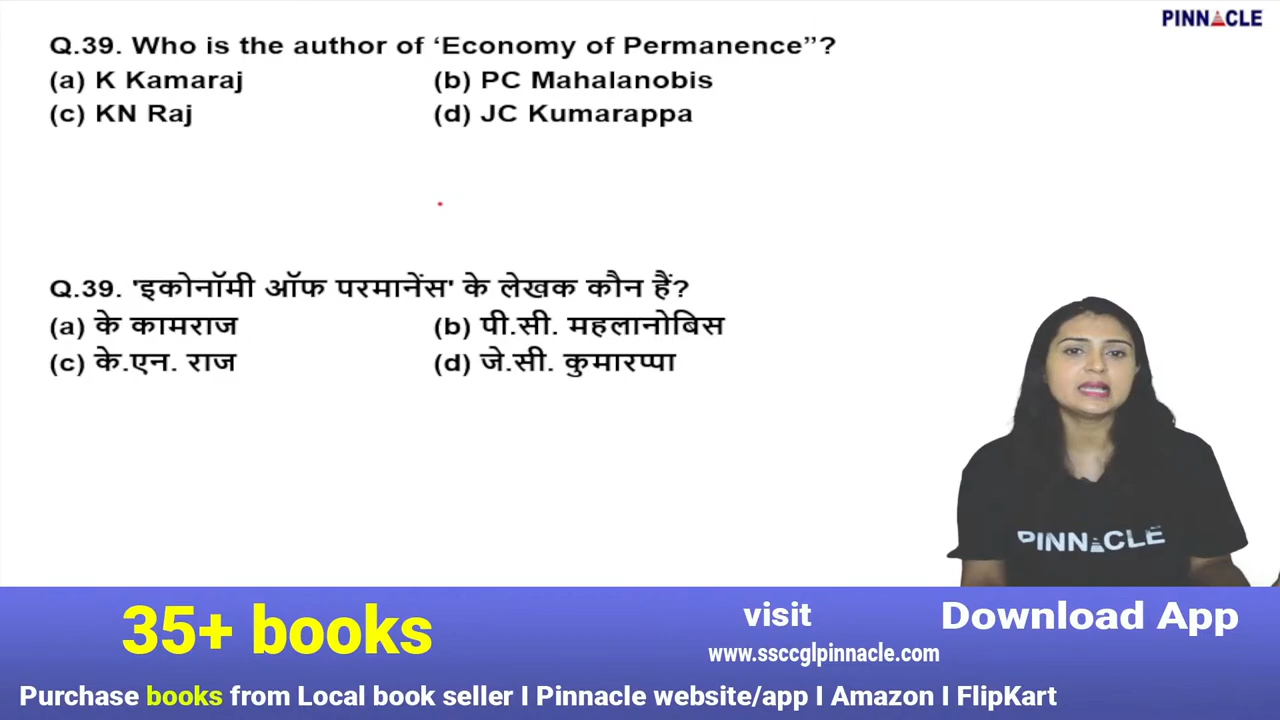 PINNACLE
Q.39. Who is the author of ‘Economy of Permanence”?
(a) K Kamaraj (b) PC Mahalanobis
(c) KN Raj (d) JC Kumarappa
Q.39. 'इकोनॉमी ऑफ परमानेंस' के लेखक कौन हैं?
(a) के कामराज (b) पी.सी. महलानोबिस
(c) के.एन. राज (d) जे.सी. कुमारप्पा
PINNACLE
35+ books
visit
www.ssccglpinnacle.com
Download App
Purchase books from Local book seller I Pinnacle website/app I Amazon I FlipKart